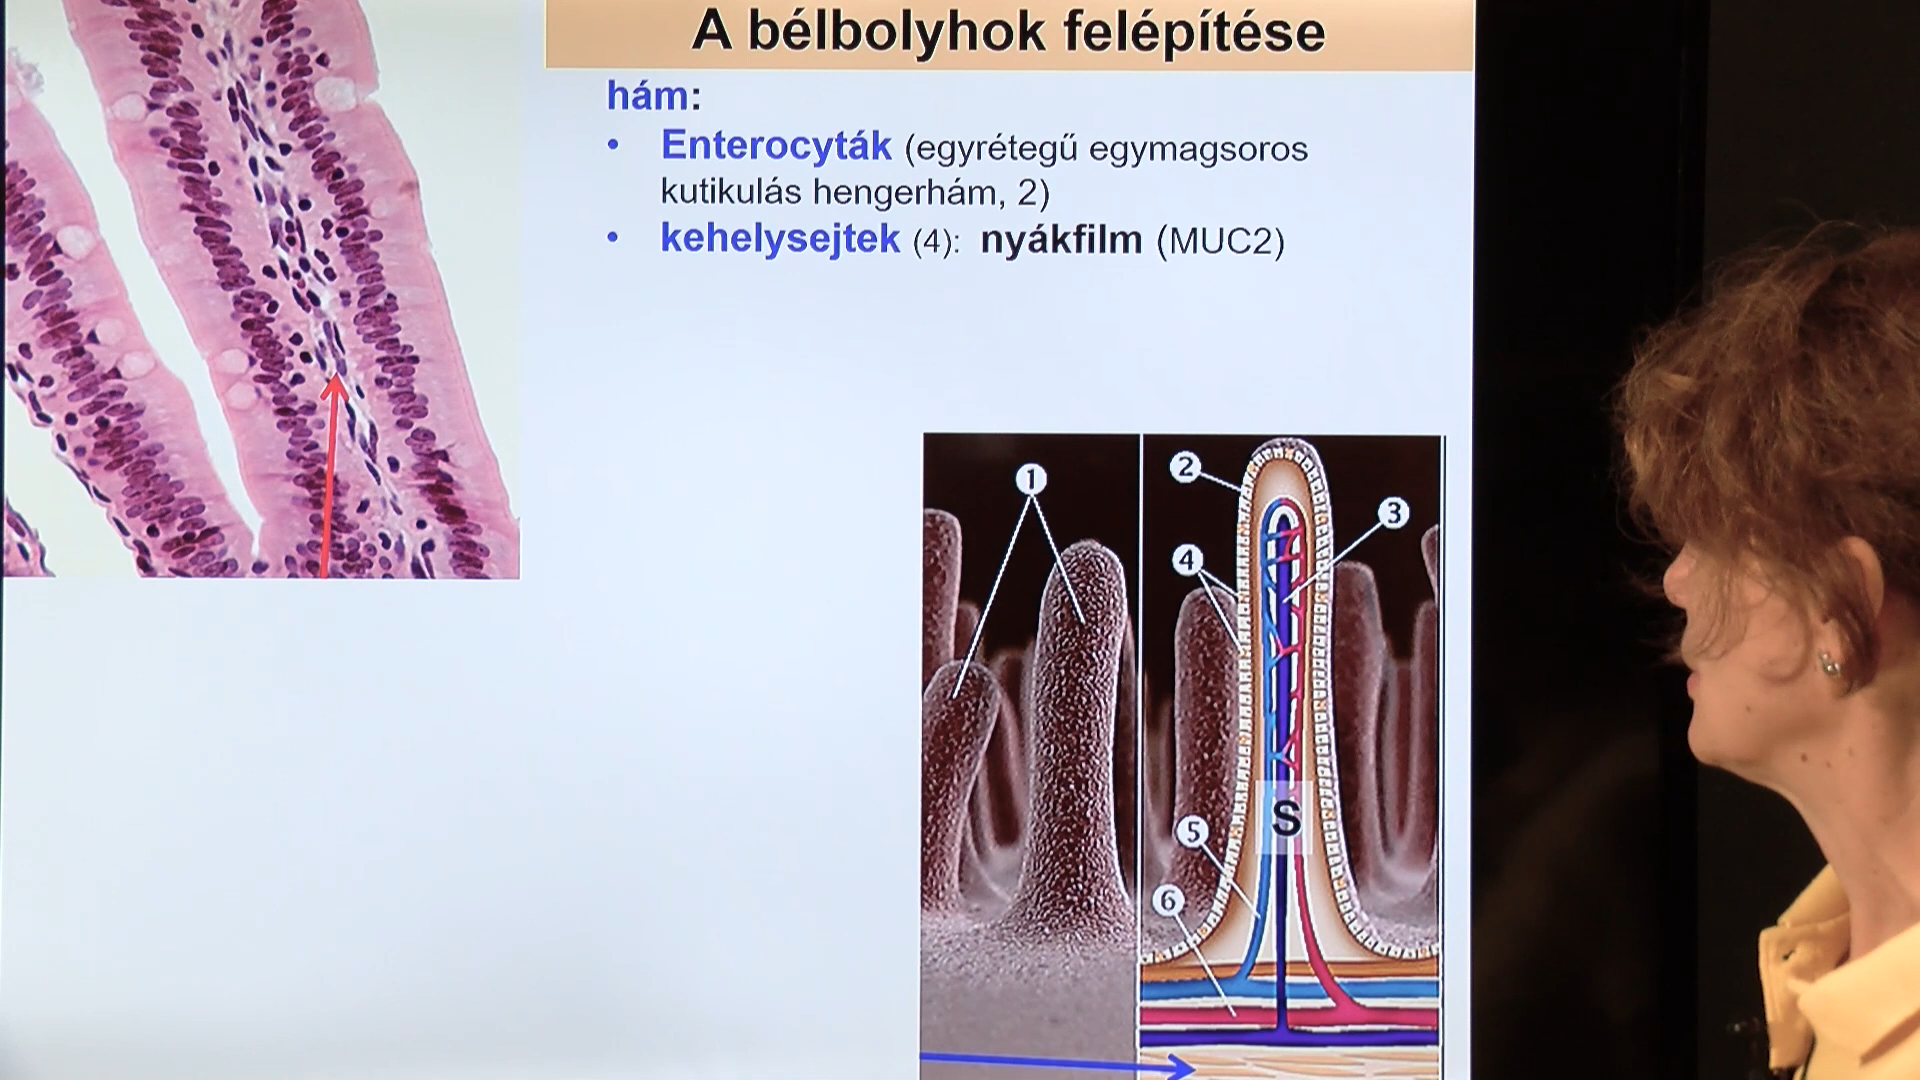 A bélbolyhok felépítése
hám:
• Enterocyták (egyrétegű egymagsoros
kutikulás hengerhám, 2)
• kehelysejtek (4): nyákfilm (MUC2)
1
2
3
4
S
5
6